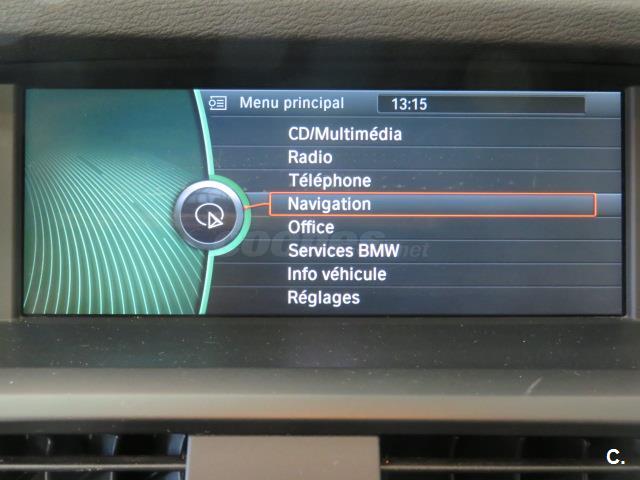 Menu principal 13:15
CD/Multimédia
Radio
Téléphone
Navigation
Office
Services BMW
Info véhicule
Réglages
C.